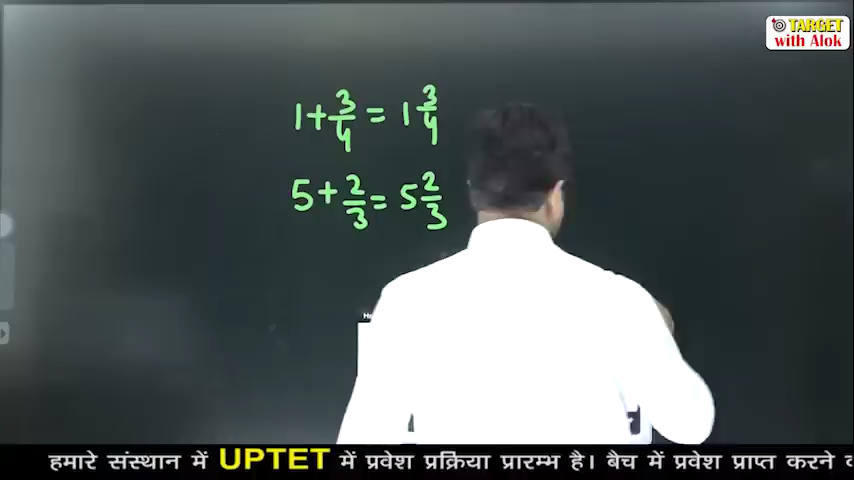 TARGET
with Alok
1+3/4 = 1 3/4
5+2/3 = 5 2/3
हमारे संस्थान में UPTET में प्रवेश प्रक्रिया प्रारम्भ है। बैच में प्रवेश प्राप्त करने